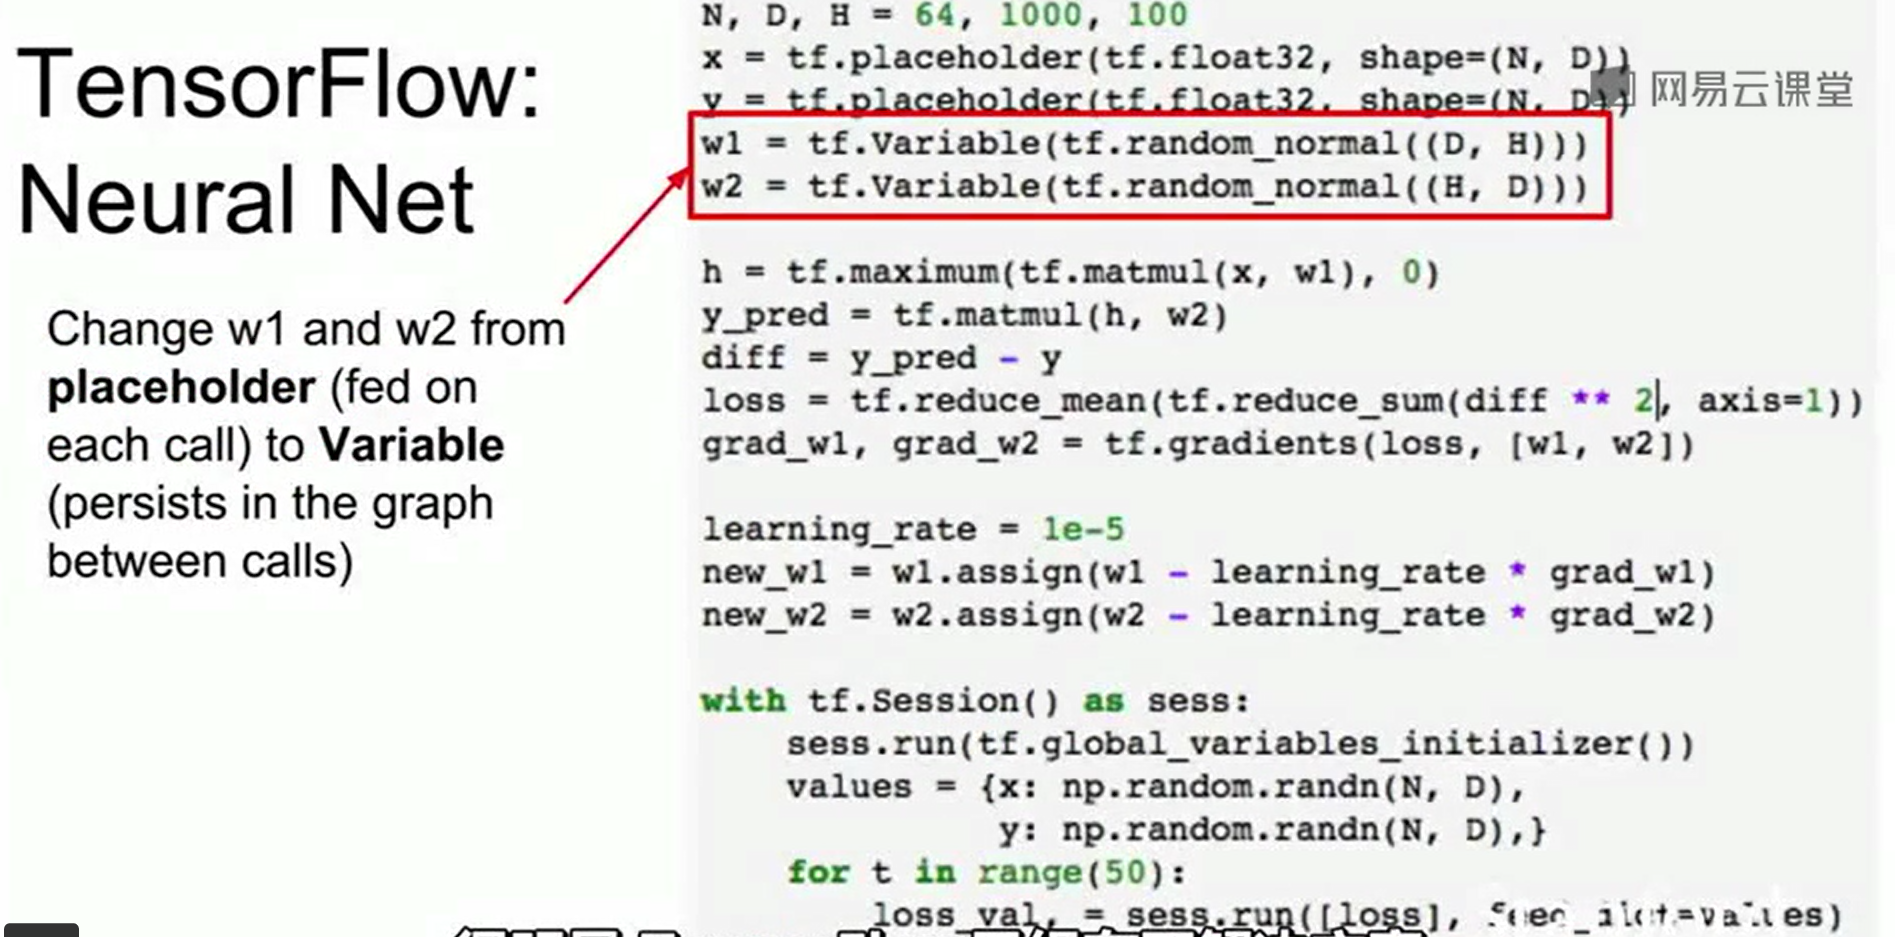 TensorFlow:
Neural Net
Change w1 and w2 from
placeholder (fed on
each call) to Variable
(persists in the graph
between calls)
N, D, H = 64, 1000, 100
x = tf.placeholder(tf.float32, shape=(N, D))
y = tf.placeholder(tf.float32, shape=(N, D))
w1 = tf.Variable(tf.random_normal((D, H)))
w2 = tf.Variable(tf.random_normal((H, D)))
h = tf.maximum(tf.matmul(x, w1), 0)
y_pred = tf.matmul(h, w2)
diff = y_pred - y
loss = tf.reduce_mean(tf.reduce_sum(diff ** 2, axis=1))
grad_w1, grad_w2 = tf.gradients(loss, [w1, w2])
learning_rate = 1e-5
new_w1 = w1.assign(w1 - learning_rate * grad_w1)
new_w2 = w2.assign(w2 - learning_rate * grad_w2)
with tf.Session() as sess:
sess.run(tf.global_variables_initializer())
values = {x: np.random.randn(N, D),
y: np.random.randn(N, D),}
for t in range(50):
loss_val, = sess.run([loss], feed_dict=values)
网易云课堂